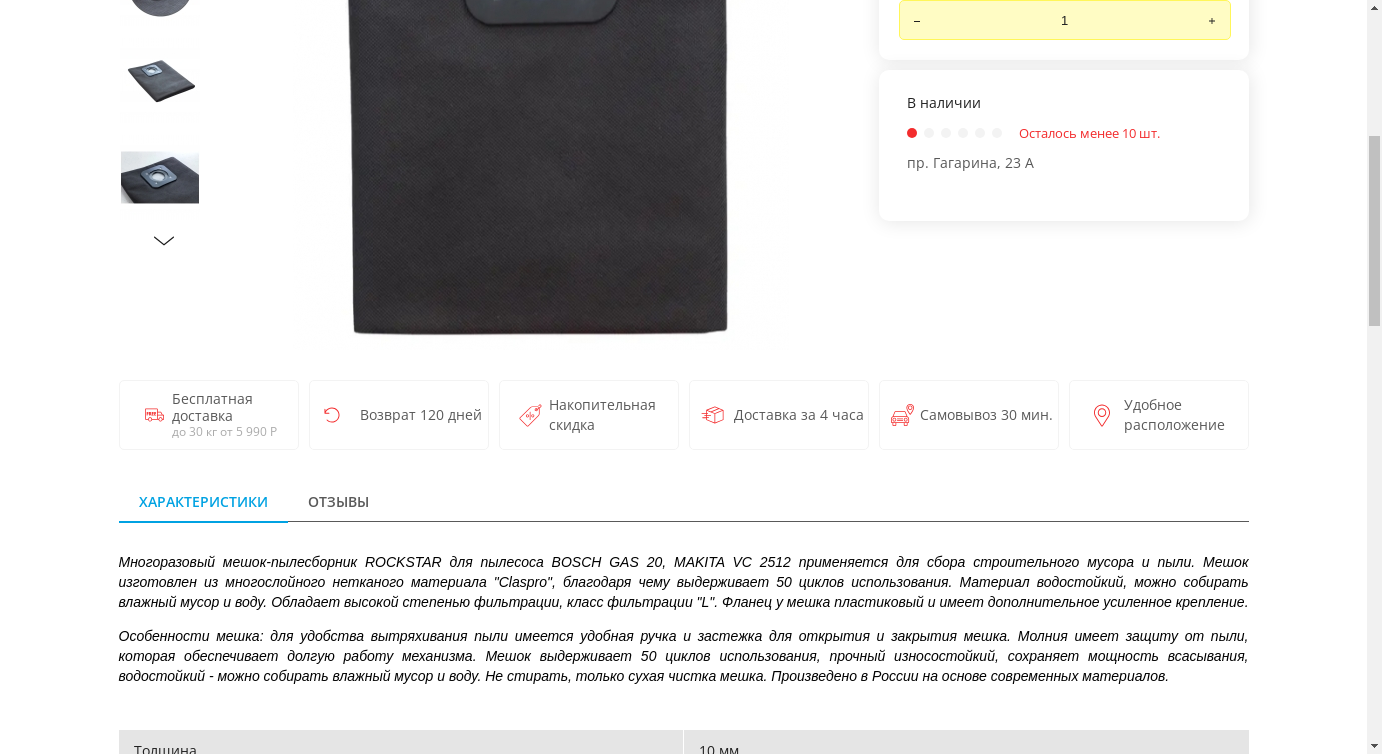 –
1
+
В наличии
Осталось менее 10 шт.
пр. Гагарина, 23 А
Бесплатная
доставка
до 30 кг от 5 990 Р
Возврат 120 дней
Накопительная
скидка
Доставка за 4 часа
Самовывоз 30 мин.
Удобное
расположение
ХАРАКТЕРИСТИКИ
ОТЗЫВЫ
Многоразовый мешок-пылесборник ROCKSTAR для пылесоса BOSCH GAS 20, MAKITA VC 2512 применяется для сбора строительного мусора и пыли. Мешок
изготовлен из многослойного нетканого материала "Claspro", благодаря чему выдерживает 50 циклов использования. Материал водостойкий, можно собирать
влажный мусор и воду. Обладает высокой степенью фильтрации, класс фильтрации "L". Фланец у мешка пластиковый и имеет дополнительное усиленное крепление.
Особенности мешка: для удобства вытряхивания пыли имеется удобная ручка и застежка для открытия и закрытия мешка. Молния имеет защиту от пыли,
которая обеспечивает долгую работу механизма. Мешок выдерживает 50 циклов использования, прочный износостойкий, сохраняет мощность всасывания,
водостойкий - можно собирать влажный мусор и воду. Не стирать, только сухая чистка мешка. Произведено в России на основе современных материалов.
Толщина
10 мм